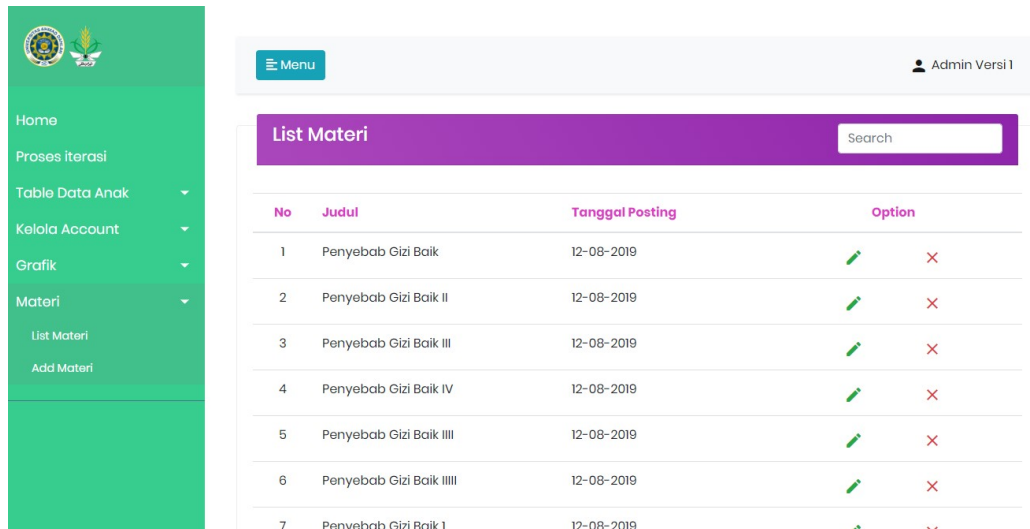 Menu
Admin Versi 1
Home
Proses iterasi
Table Data Anak
Kelola Account
Grafik
Materi
List Materi
Add Materi
List Materi
Search
No Judul Tanggal Posting Option
1 Penyebab Gizi Baik 12-08-2019
2 Penyebab Gizi Baik II 12-08-2019
3 Penyebab Gizi Baik III 12-08-2019
4 Penyebab Gizi Baik IV 12-08-2019
5 Penyebab Gizi Baik IIII 12-08-2019
6 Penyebab Gizi Baik IIIII 12-08-2019
7 Penyebab Gizi Baik 1 12-08-2019